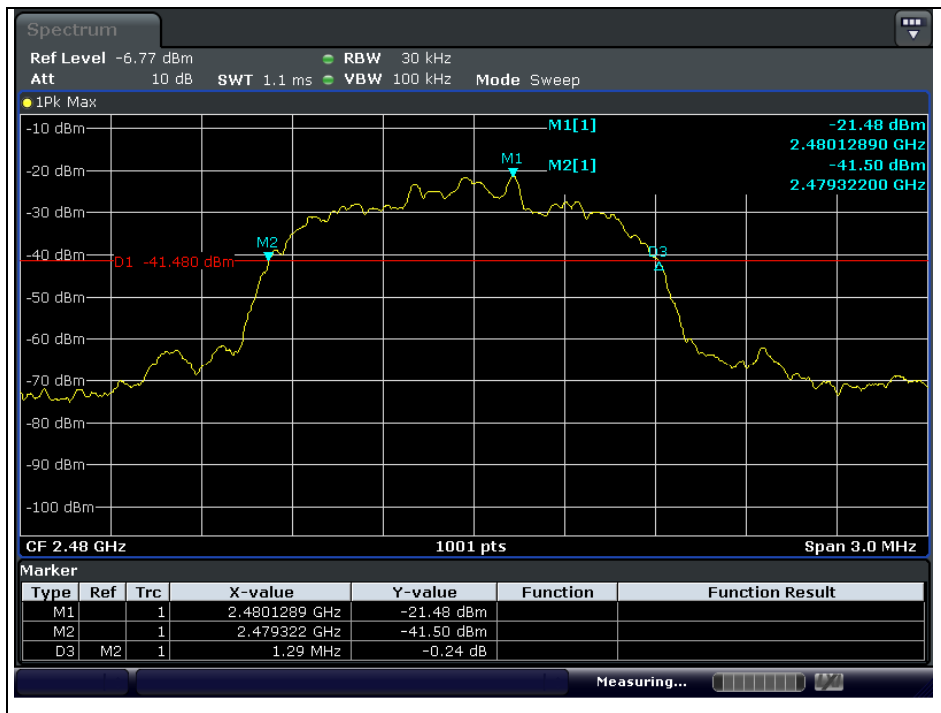 Spectrum
Ref Level -6.77 dBm RBW 30 kHz
Att 10 dB SWT 1.1 ms VBW 100 kHz Mode Sweep
1Pk Max
-10 dBm M1[1] -21.48 dBm
2.48012890 GHz
M1 M2[1] -41.50 dBm
-20 dBm 2.47932200 GHz
-30 dBm
M2
-40 dBm D3
D1 -41.480 dBm
-50 dBm
-60 dBm
-70 dBm
-80 dBm
-90 dBm
-100 dBm
CF 2.48 GHz 1001 pts Span 3.0 MHz
Marker
Type Ref Trc X-value Y-value Function Function Result
M1 1 2.4801289 GHz -21.48 dBm
M2 1 2.479322 GHz -41.50 dBm
D3 M2 1 1.29 MHz -0.24 dB
Measuring...